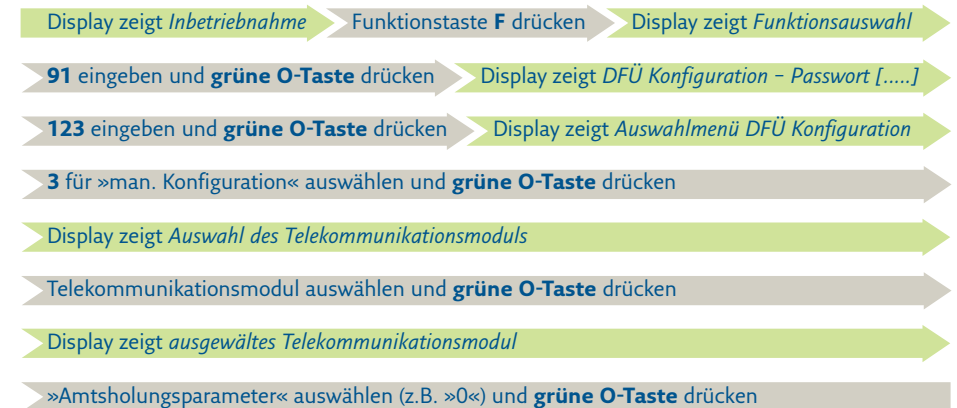 Display zeigt Inbetriebnahme Funktionstaste F drücken Display zeigt Funktionsauswahl
91 eingeben und grüne O-Taste drücken Display zeigt DFÜ Konfiguration – Passwort [.....]
123 eingeben und grüne O-Taste drücken Display zeigt Auswahlmenü DFÜ Konfiguration
3 für »man. Konfiguration« auswählen und grüne O-Taste drücken
Display zeigt Auswahl des Telekommunikationsmoduls
Telekommunikationsmodul auswählen und grüne O-Taste drücken
Display zeigt ausgewältes Telekommunikationsmodul
»Amtsholungsparameter« auswählen (z.B. »0«) und grüne O-Taste drücken